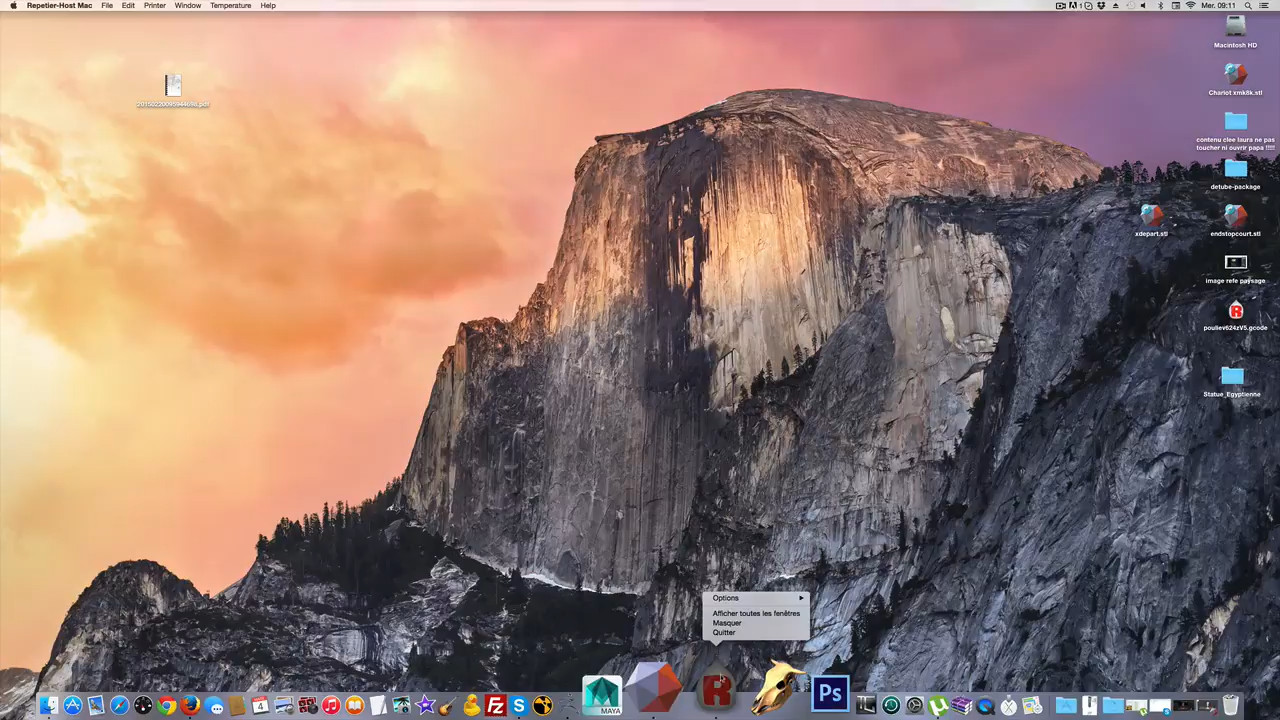 Repetier-Host Mac File Edit Printer Window Temperature Help
Mer. 09:11
Macintosh HD
Chariot xmk8k.stl
contenu clee laura ne pas
toucher ni ouvrir papa !!!!!
detube-package
xdepart.stl
endstopcourt.stl
image refe paysage
pouliev624zV5.gcode
Statue_Egyptienne
Options
Afficher toutes les fenêtres
Masquer
Quitter
MAYA
R
Ps